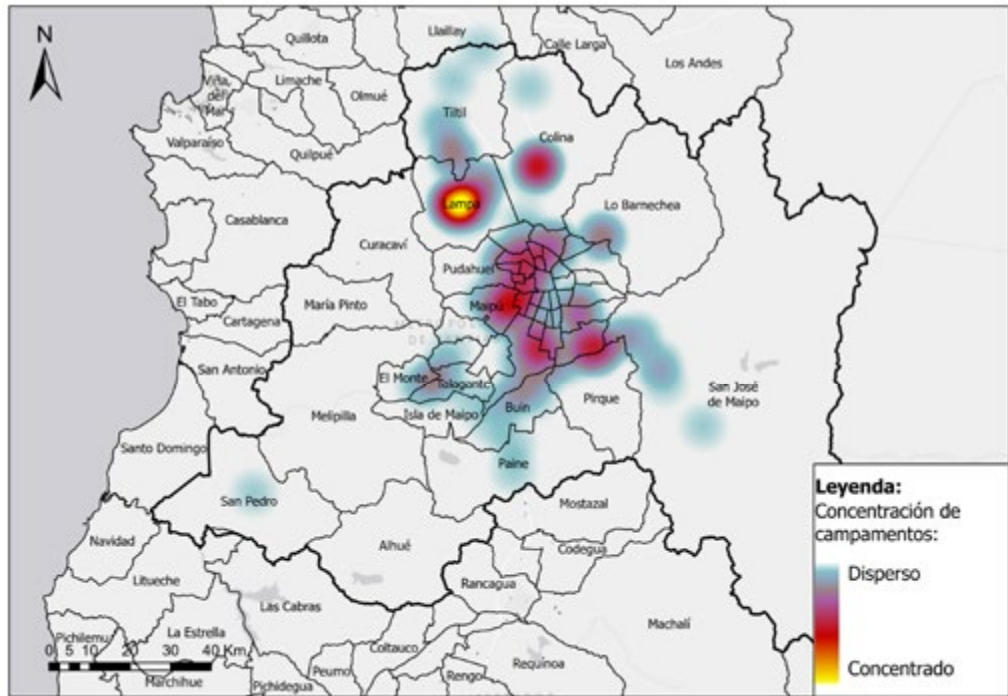 N
Quillota
Llaillay
Calle Larga
Los Andes
Viña
del
Mar
Limache
Olmué
Tiltil
Valparaíso
Quilpué
Colina
Casablanca
Lampa
Lo Barnechea
Curacaví
Pudahuel
El Tabo
María Pinto
Maipú
Cartagena
San Antonio
El Monte
Talagante
San José
de Maipo
Melipilla
Isla de Maipo
Buin
Pirque
Santo Domingo
Paine
San Pedro
Mostazal
Navidad
Alhué
Codegua
Litueche
Rancagua
Las Cabras
Machalí
Pichilemu
La Estrella
Coltauco
Requinoa
0 5 10 20 30 40 Km
Peumo
Rengo
Marchihue
Pichidegua
Leyenda:
Concentración de
campamentos:
Disperso
Concentrado